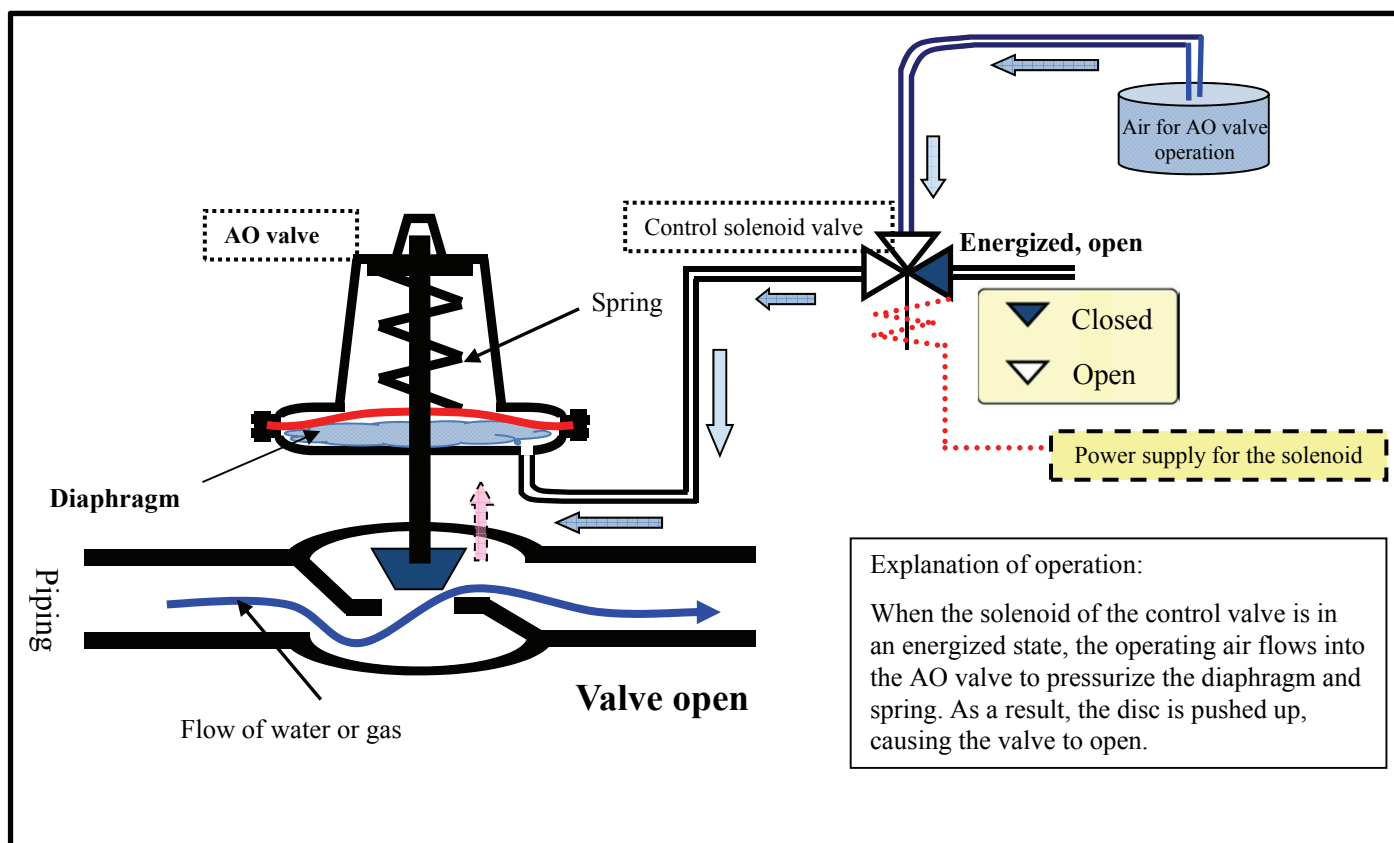 Air for AO valve
operation
AO valve
Control solenoid valve
Energized, open
Spring
Closed
Open
Power supply for the solenoid
Diaphragm
Piping
Valve open
Flow of water or gas
Explanation of operation:
When the solenoid of the control valve is in
an energized state, the operating air flows into
the AO valve to pressurize the diaphragm and
spring. As a result, the disc is pushed up,
causing the valve to open.